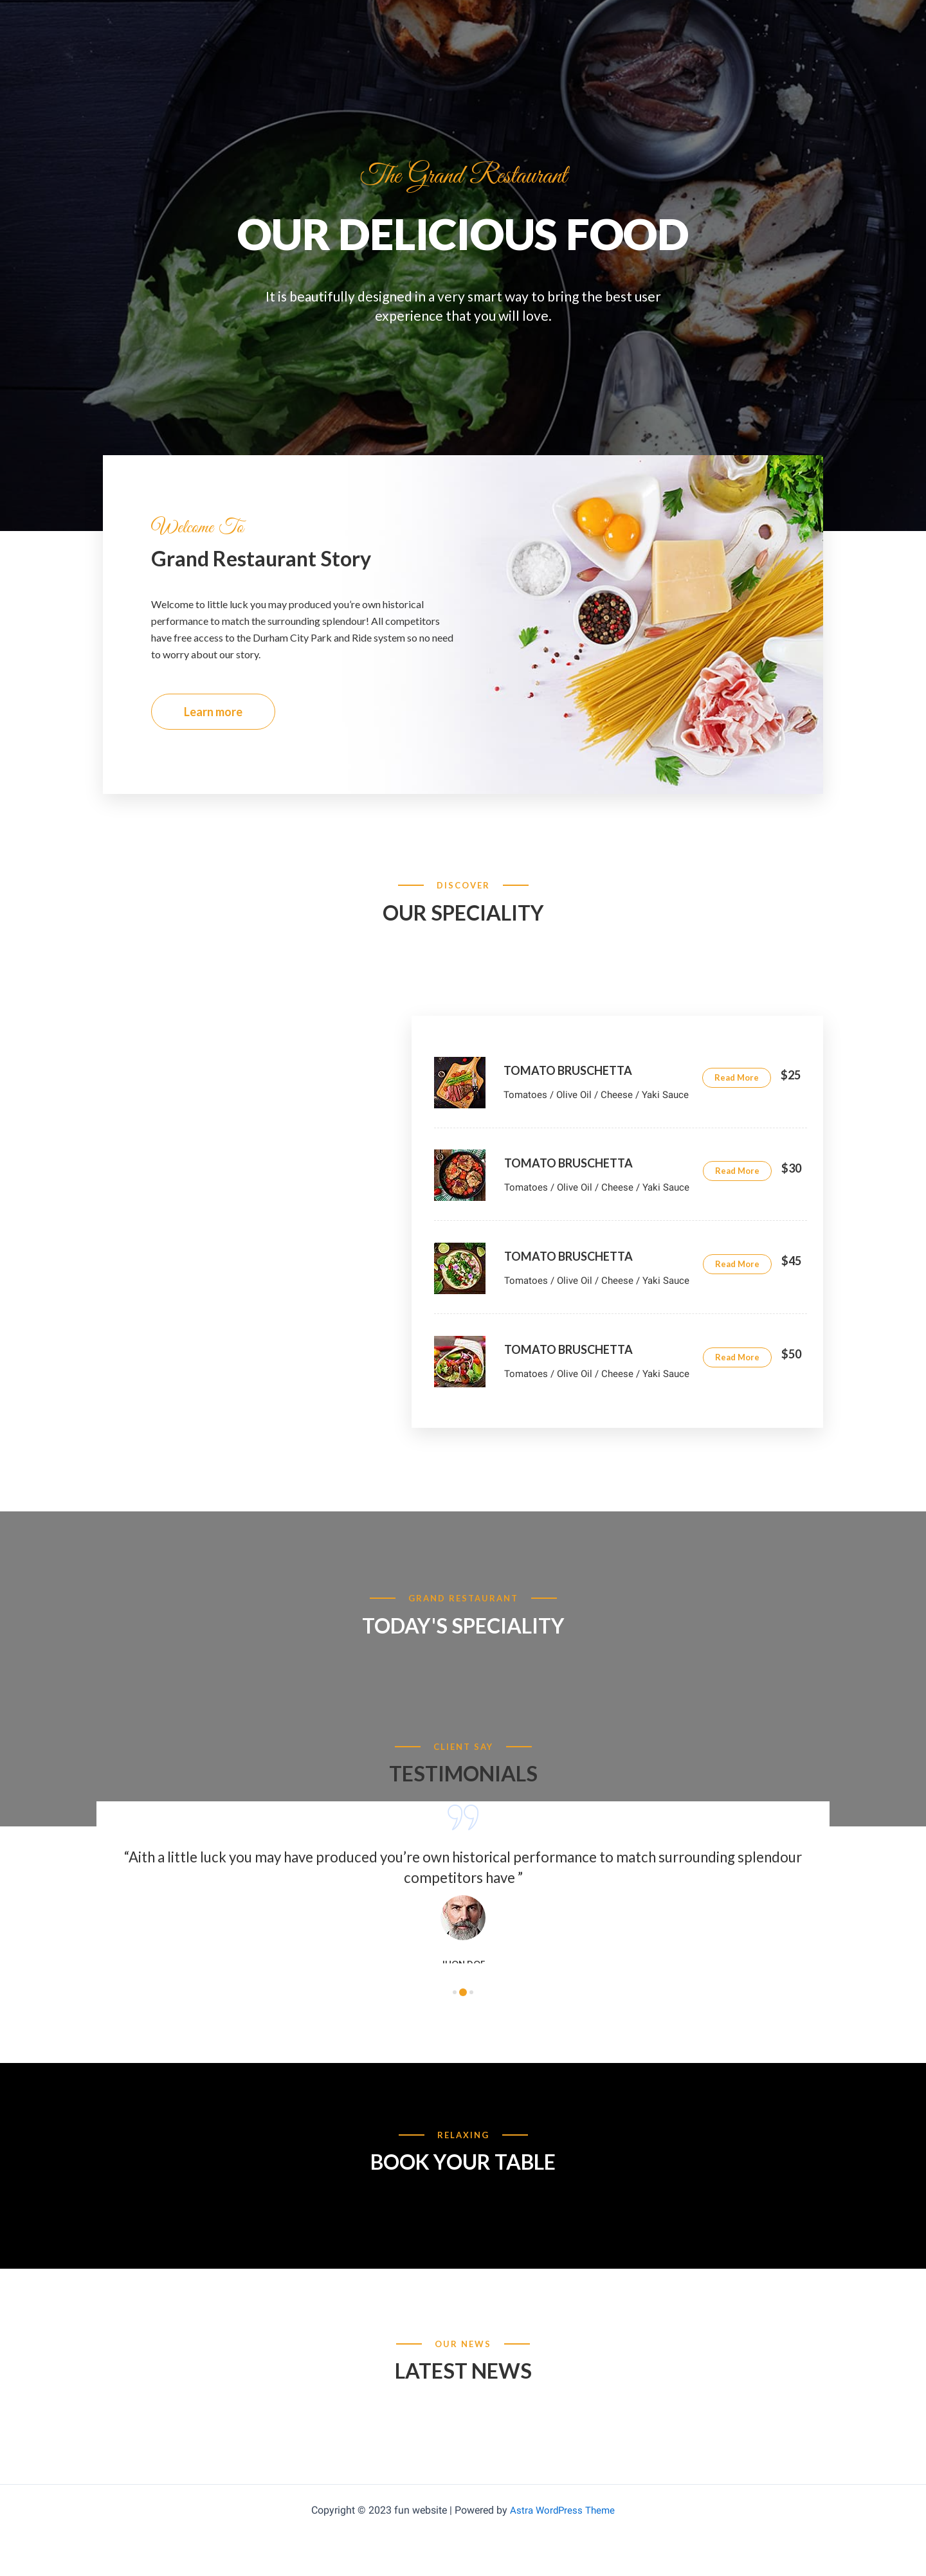 The Grand Restaurant
OUR DELICIOUS FOOD
It is beautifully designed in a very smart way to bring the best user
experience that you will love.
Welcome To
Grand Restaurant Story
Welcome to little luck you may produced you’re own historical
performance to match the surrounding splendour! All competitors
have free access to the Durham City Park and Ride system so no need
to worry about our story.
Learn more
DISCOVER
OUR SPECIALITY
TOMATO BRUSCHETTA
Tomatoes / Olive Oil / Cheese / Yaki Sauce
Read More
$25
TOMATO BRUSCHETTA
Tomatoes / Olive Oil / Cheese / Yaki Sauce
Read More
$30
TOMATO BRUSCHETTA
Tomatoes / Olive Oil / Cheese / Yaki Sauce
Read More
$45
TOMATO BRUSCHETTA
Tomatoes / Olive Oil / Cheese / Yaki Sauce
Read More
$50
GRAND RESTAURANT
TODAY'S SPECIALITY
CLIENT SAY
TESTIMONIALS
“Aith a little luck you may have produced you’re own historical performance to match surrounding splendour
competitors have ”
RELAXING
BOOK YOUR TABLE
OUR NEWS
LATEST NEWS
Copyright © 2023 fun website | Powered by Astra WordPress Theme